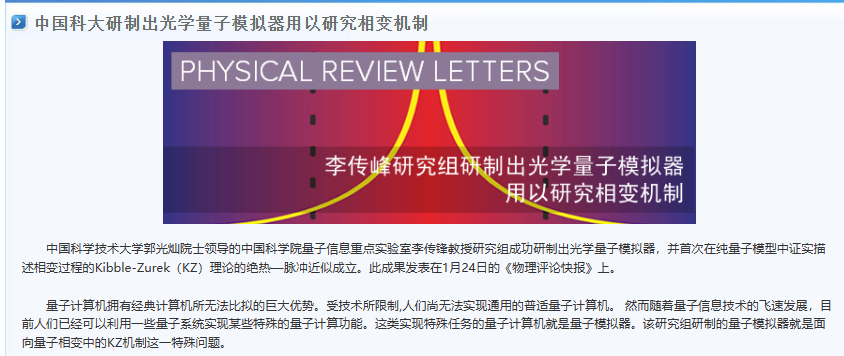 中国科大研制出光学量子模拟器用以研究相变机制
PHYSICAL REVIEW LETTERS
李传峰研究组研制出光学量子模拟器
用以研究相变机制
中国科学技术大学郭光灿院士领导的中国科学院量子信息重点实验室李传锋教授研究组成功研制出光学量子模拟器，并首次在纯量子模型中证实描
述相变过程的Kibble-Zurek（KZ）理论的绝热—脉冲近似成立。此成果发表在1月24日的《物理评论快报》上。
量子计算机拥有经典计算机所无法比拟的巨大优势。受技术所限制,人们尚无法实现通用的普适量子计算机。 然而随着量子信息技术的飞速发展，目
前人们已经可以利用一些量子系统实现某些特殊的量子计算功能。这类实现特殊任务的量子计算机就是量子模拟器。该研究组研制的量子模拟器就是面
向量子相变中的KZ机制这一特殊问题。